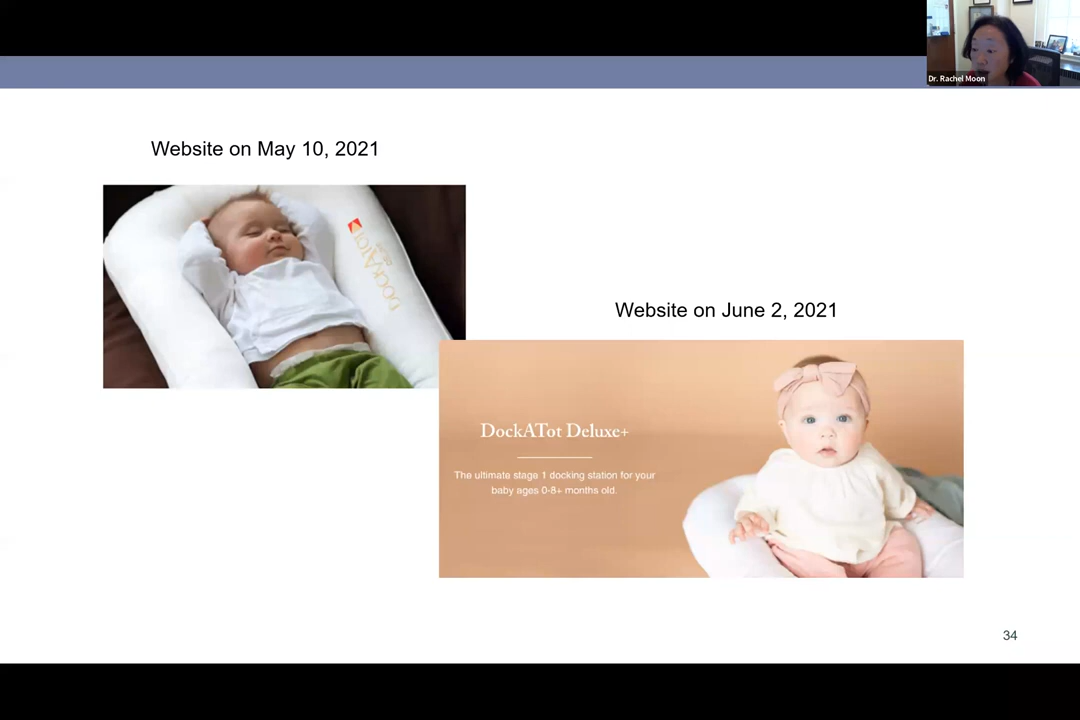 Dr. Rachel Moon
Website on May 10, 2021
DOCKATOT
Website on June 2, 2021
DockATot Deluxe+
The ultimate stage 1 docking station for your
baby ages 0-8+ months old.
34